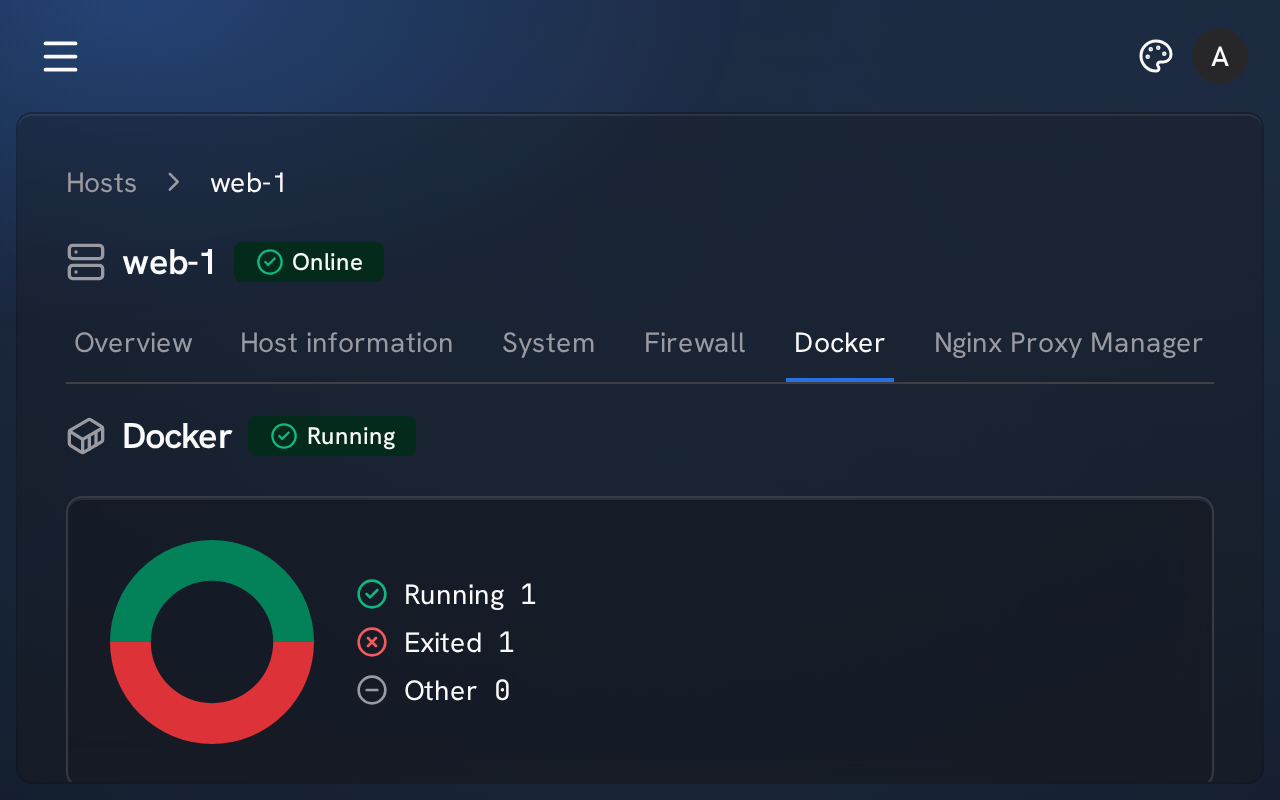 A
Hosts web-1
web-1 Online
Overview Host information System Firewall Docker Nginx Proxy Manager
Docker Running
Running 1
Exited 1
Other 0